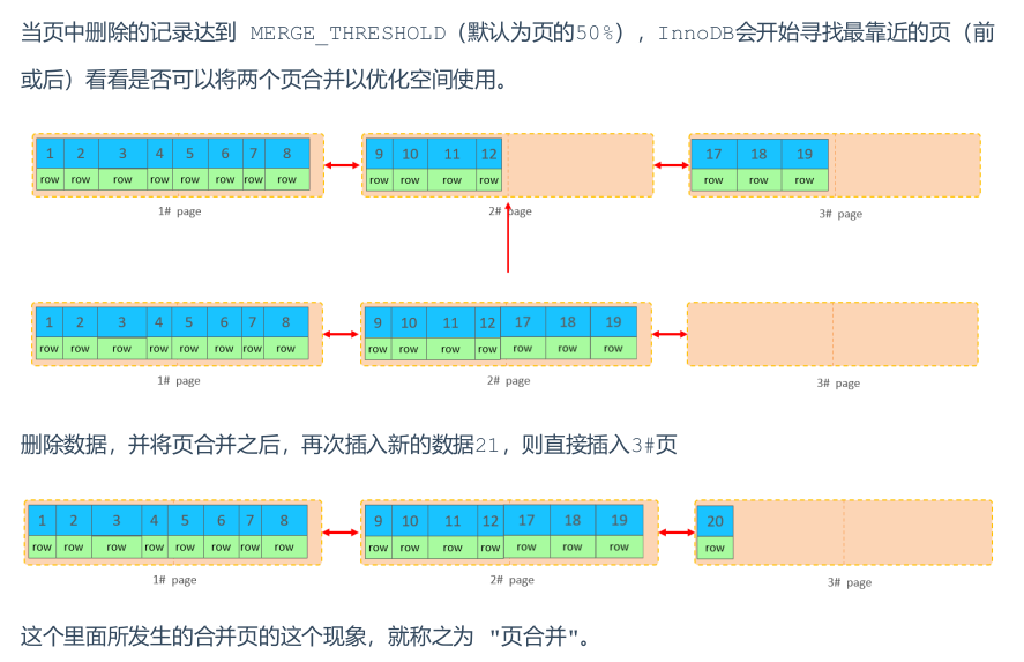 当页中删除的记录达到 MERGE_THRESHOLD（默认为页的50%），InnoDB会开始寻找最靠近的页（前
或后）看看是否可以将两个页合并以优化空间使用。
1 2 3 4 5 6 7 8 9 10 11 12 17 18 19
row row row row row row row row row row row row row row row
1# page 2# page 3# page
1 2 3 4 5 6 7 8 9 10 11 12 17 18 19
row row row row row row row row row row row row row row row
1# page 2# page 3# page
删除数据，并将页合并之后，再次插入新的数据21，则直接插入3#页
1 2 3 4 5 6 7 8 9 10 11 12 17 18 19 20
row row row row row row row row row row row row row row row row
1# page 2# page 3# page
这个里面所发生的合并页的这个现象，就称之为 "页合并"。